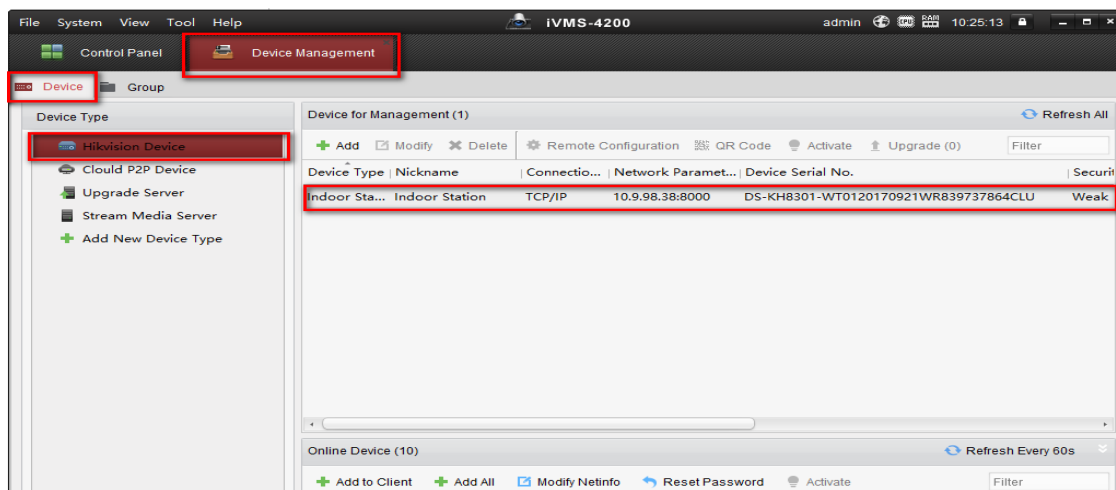 File System View Tool Help iVMS-4200 admin CPU RAM 10:25:13
Control Panel Device Management
Device Group
Device Type
Hikvision Device
Clould P2P Device
Upgrade Server
Stream Media Server
Add New Device Type
Device for Management (1) Refresh All
Add Modify Delete Remote Configuration QR Code Activate Upgrade (0) Filter
Device Type Nickname Connectio... Network Paramet... Device Serial No. Securit
Indoor Sta... Indoor Station TCP/IP 10.9.98.38:8000 DS-KH8301-WT0120170921WR839737864CLU Weak
Online Device (10) Refresh Every 60s
Add to Client Add All Modify Netinfo Reset Password Activate Filter